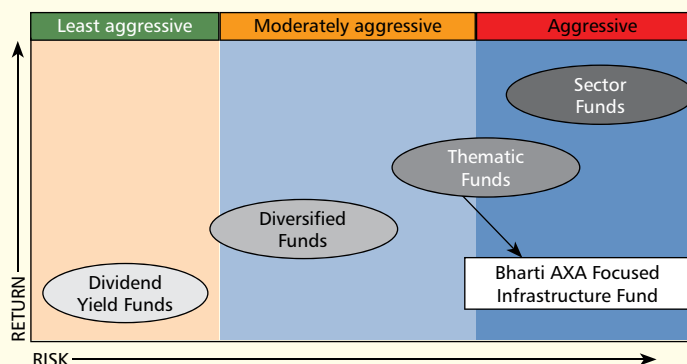 Least aggressive
Moderately aggressive
Aggressive
Sector
Funds
Thematic
Funds
Diversified
Funds
Dividend
Yield Funds
Bharti AXA Focused
Infrastructure Fund
RETURN
RISK